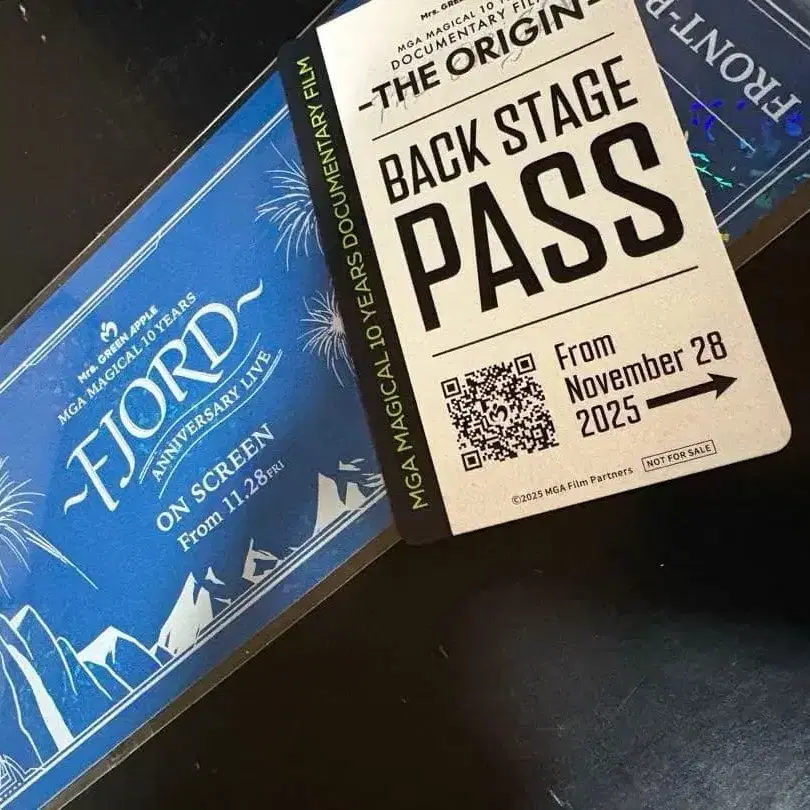 Mrs. GREEN APPLE
MGA MAGICAL 10 YEARS
~FJORD~
ANNIVERSARY LIVE
ON SCREEN
From 11.28 FRI
MGA MAGICAL 10 YEARS DOCUMENTARY FILM
Mrs.
MGA MAGICAL 10
DOCUMENTARY
-THE ORIGIN-
BACK STAGE
PASS
From
November 28
2025
©2025 MGA Film Partners
NOT FOR SALE
FRONT-